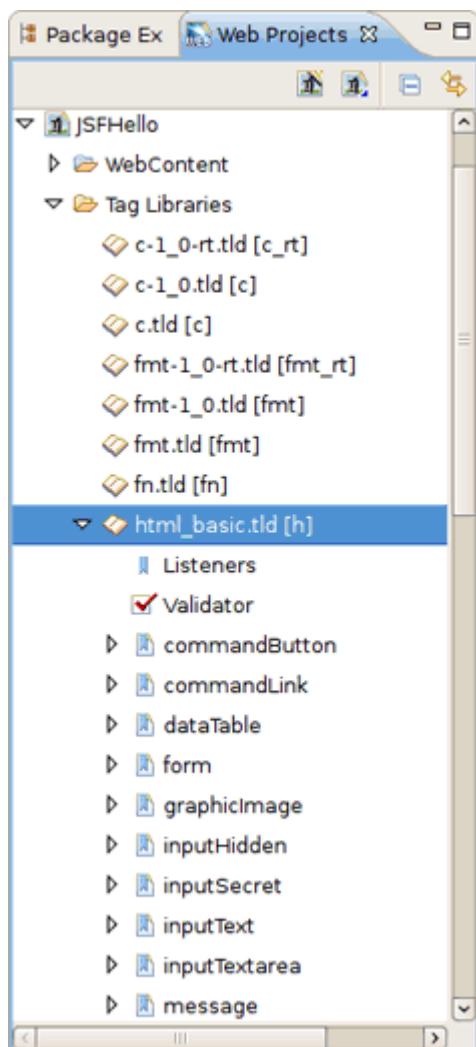 Package Ex Web Projects
JSFHello
WebContent
Tag Libraries
c-1_0-rt.tld [c_rt]
c-1_0.tld [c]
c.tld [c]
fmt-1_0-rt.tld [fmt_rt]
fmt-1_0.tld [fmt]
fmt.tld [fmt]
fn.tld [fn]
html_basic.tld [h]
Listeners
Validator
commandButton
commandLink
dataTable
form
graphicImage
inputHidden
inputSecret
inputText
inputTextarea
message